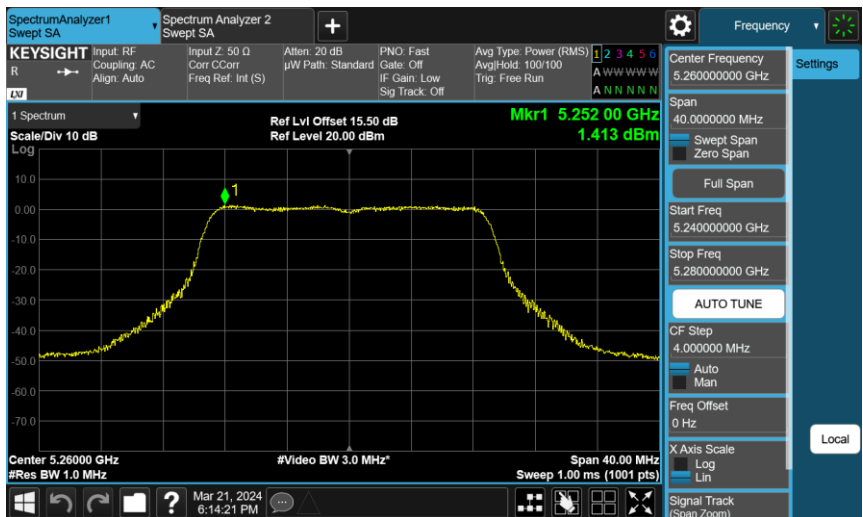 SpectrumAnalyzer1
Swept SA
Spectrum Analyzer 2
Swept SA
+
Frequency
KEYSIGHT
R
LXI
Input: RF
Coupling: AC
Align: Auto
Input Z: 50 Ω
Corr CCorr
Freq Ref: Int (S)
Atten: 20 dB
µW Path: Standard
PNO: Fast
Gate: Off
IF Gain: Low
Sig Track: Off
Avg Type: Power (RMS)
Avg|Hold: 100/100
Trig: Free Run
1 2 3 4 5 6
A W W W W W
A N N N N N
1 Spectrum
Scale/Div 10 dB
Log
Ref Lvl Offset 15.50 dB
Ref Level 20.00 dBm
Mkr1 5.252 00 GHz
1.413 dBm
10.0
0.00
-10.0
-20.0
-30.0
-40.0
-50.0
-60.0
-70.0
1
Center 5.26000 GHz
#Res BW 1.0 MHz
#Video BW 3.0 MHz*
Span 40.00 MHz
Sweep 1.00 ms (1001 pts)
?
Mar 21, 2024
6:14:21 PM
Center Frequency
5.260000000 GHz
Span
40.0000000 MHz
Swept Span
Zero Span
Full Span
Start Freq
5.240000000 GHz
Stop Freq
5.280000000 GHz
AUTO TUNE
CF Step
4.000000 MHz
Auto
Man
Freq Offset
0 Hz
X Axis Scale
Log
Lin
Signal Track
(Span Zoom)
Settings
Local